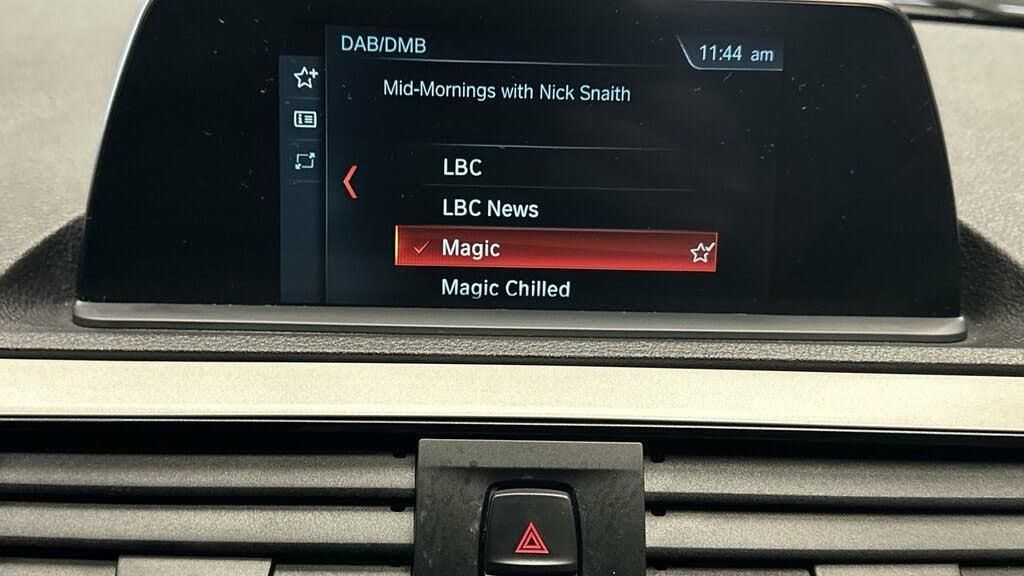 DAB/DMB
11:44 am
Mid-Mornings with Nick Snaith
LBC
LBC News
Magic
Magic Chilled